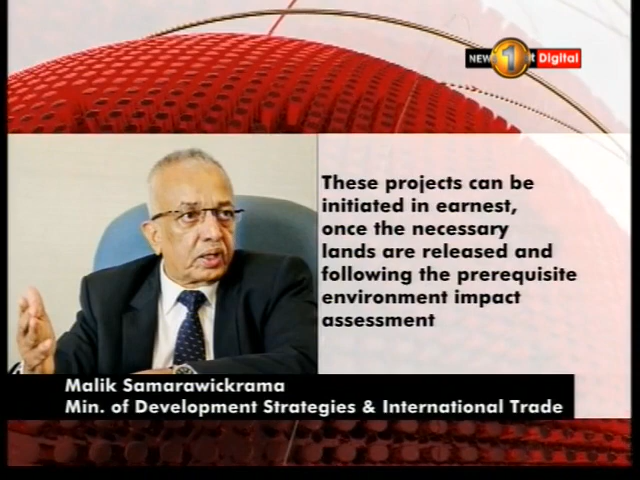 NEWS 1st Digital
These projects can be
initiated in earnest,
once the necessary
lands are released and
following the prerequisite
environment impact
assessment
Malik Samarawickrama
Min. of Development Strategies & International Trade